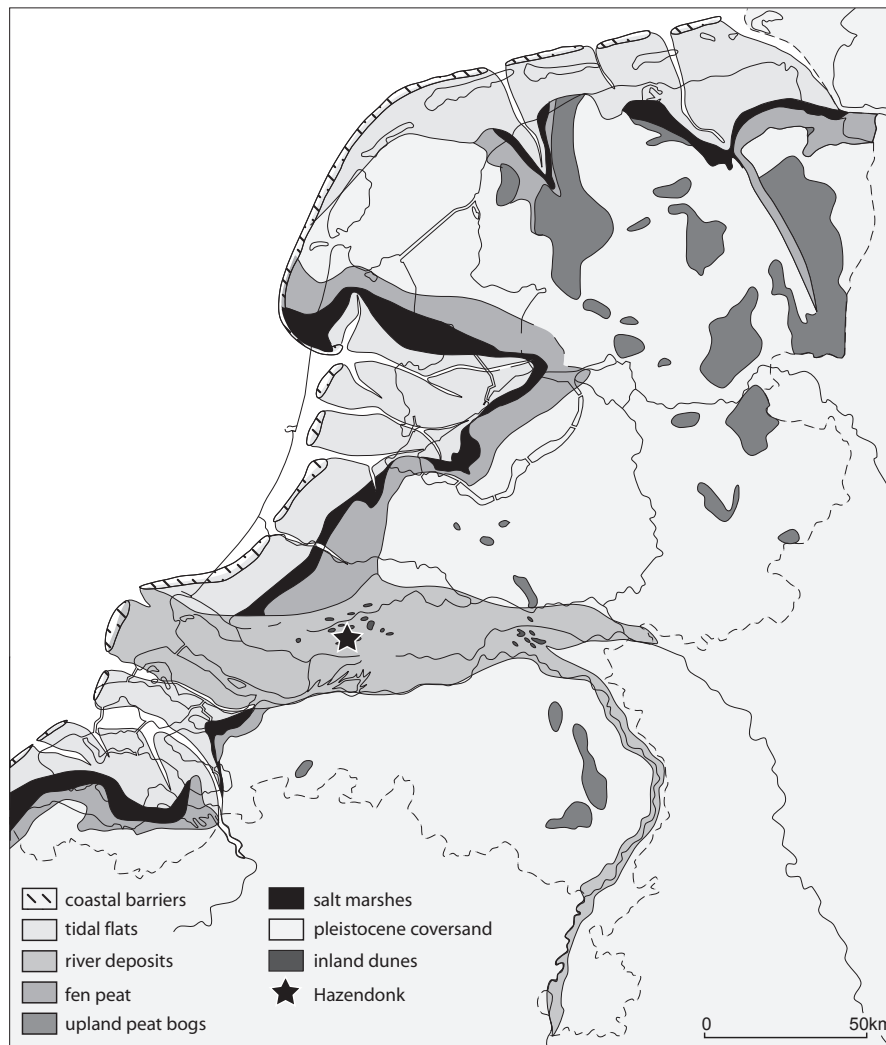 coastal barriers
tidal flats
river deposits
fen peat
upland peat bogs
salt marshes
pleistocene coversand
inland dunes
Hazendonk
0 50km